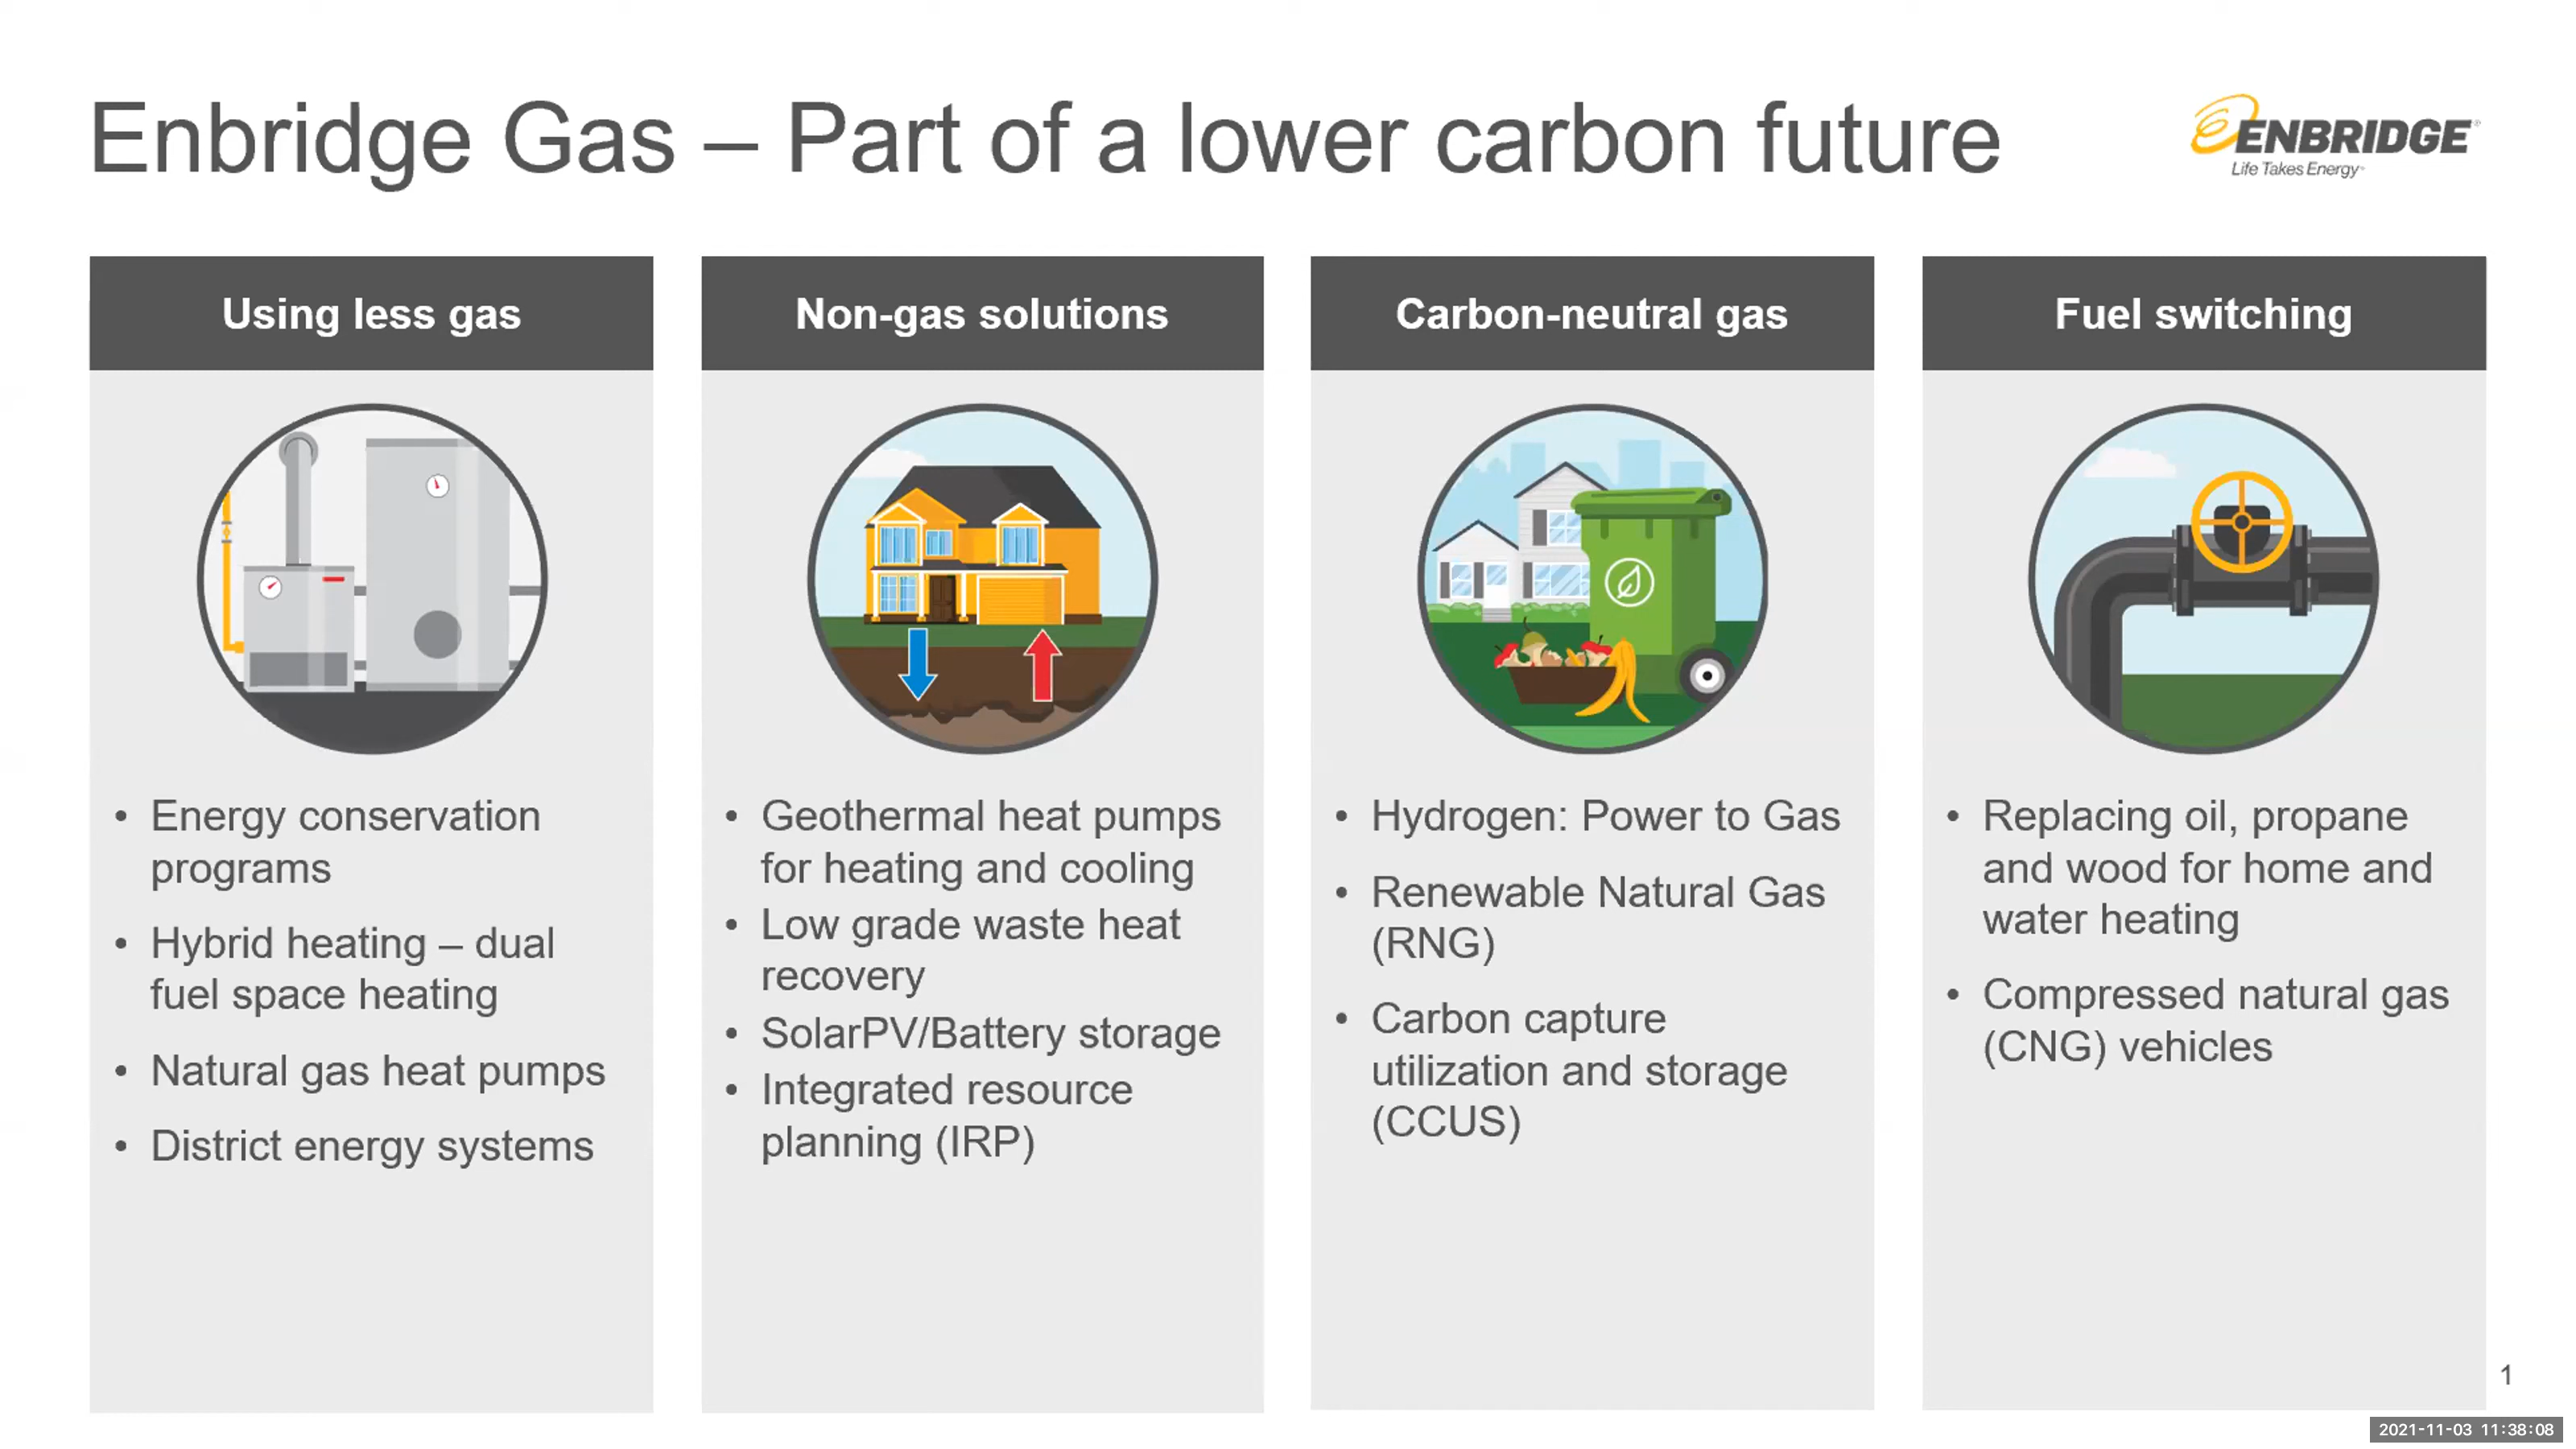 Enbridge Gas – Part of a lower carbon future
ENBRIDGE®
Life Takes Energy™
Using less gas
• Energy conservation
programs
• Hybrid heating – dual
fuel space heating
• Natural gas heat pumps
• District energy systems
Non-gas solutions
• Geothermal heat pumps
for heating and cooling
• Low grade waste heat
recovery
• SolarPV/Battery storage
• Integrated resource
planning (IRP)
Carbon-neutral gas
• Hydrogen: Power to Gas
• Renewable Natural Gas
(RNG)
• Carbon capture
utilization and storage
(CCUS)
Fuel switching
• Replacing oil, propane
and wood for home and
water heating
• Compressed natural gas
(CNG) vehicles
1
2021-11-03 11:38:08